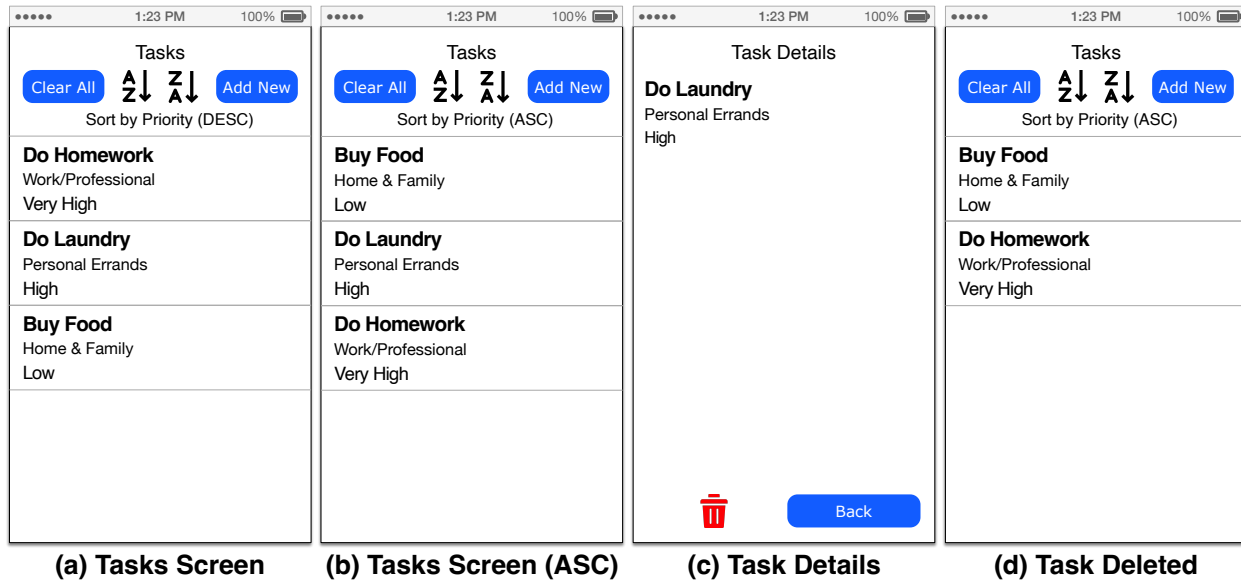 1:23 PM 100%
Tasks
Clear All A Z Z A Add New
Sort by Priority (DESC)
Do Homework
Work/Professional
Very High
Do Laundry
Personal Errands
High
Buy Food
Home & Family
Low
(a) Tasks Screen
1:23 PM 100%
Tasks
Clear All A Z Z A Add New
Sort by Priority (ASC)
Buy Food
Home & Family
Low
Do Laundry
Personal Errands
High
Do Homework
Work/Professional
Very High
(b) Tasks Screen (ASC)
1:23 PM 100%
Task Details
Do Laundry
Personal Errands
High
Back
(c) Task Details
1:23 PM 100%
Tasks
Clear All A Z Z A Add New
Sort by Priority (ASC)
Buy Food
Home & Family
Low
Do Homework
Work/Professional
Very High
(d) Task Deleted